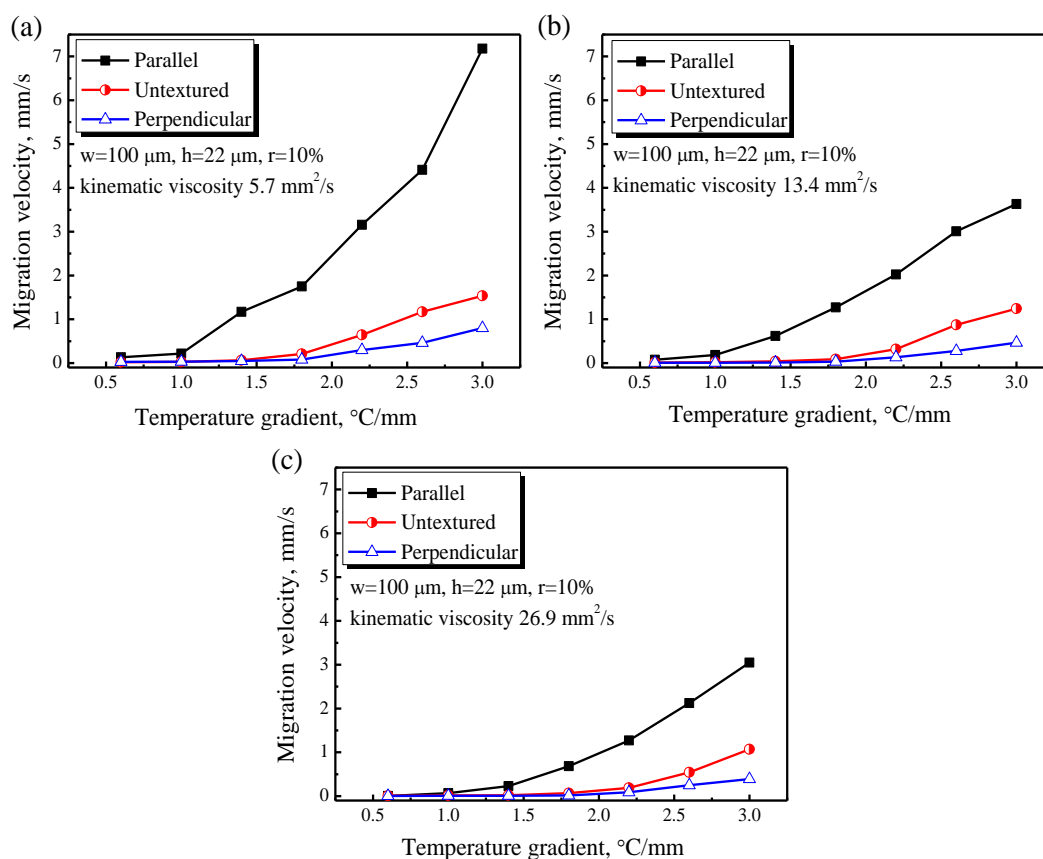 (a)
Migration velocity, mm/s
7
6
5
4
3
2
1
0
Parallel
Untextured
Perpendicular
w=100 μm, h=22 μm, r=10%
kinematic viscosity 5.7 mm²/s
0.5 1.0 1.5 2.0 2.5 3.0
Temperature gradient, °C/mm
(b)
Migration velocity, mm/s
7
6
5
4
3
2
1
0
Parallel
Untextured
Perpendicular
w=100 μm, h=22 μm, r=10%
kinematic viscosity 13.4 mm²/s
0.5 1.0 1.5 2.0 2.5 3.0
Temperature gradient, °C/mm
(c)
Migration velocity, mm/s
7
6
5
4
3
2
1
0
Parallel
Untextured
Perpendicular
w=100 μm, h=22 μm, r=10%
kinematic viscosity 26.9 mm²/s
0.5 1.0 1.5 2.0 2.5 3.0
Temperature gradient, °C/mm